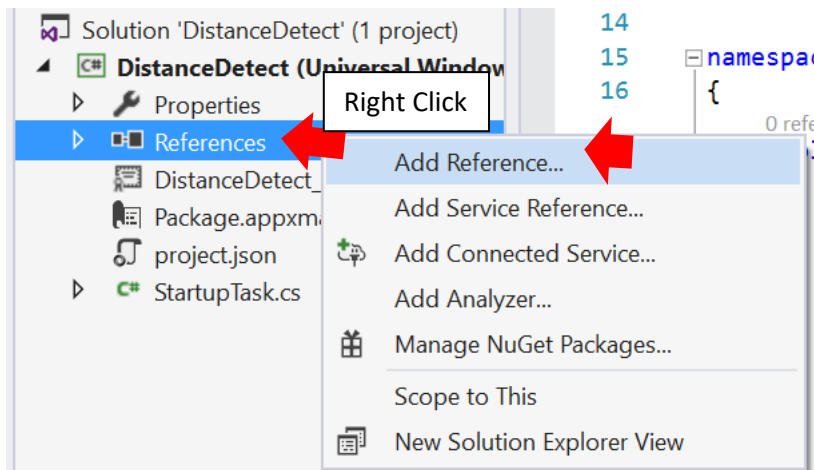 Solution 'DistanceDetect' (1 project)
C# DistanceDetect (Universal Window
Properties
References
DistanceDetect_
Package.appxm
project.json
C# StartupTask.cs
Right Click
Add Reference...
Add Service Reference...
Add Connected Service...
Add Analyzer...
Manage NuGet Packages...
Scope to This
New Solution Explorer View
14
15 namespa
16 {
0 refe